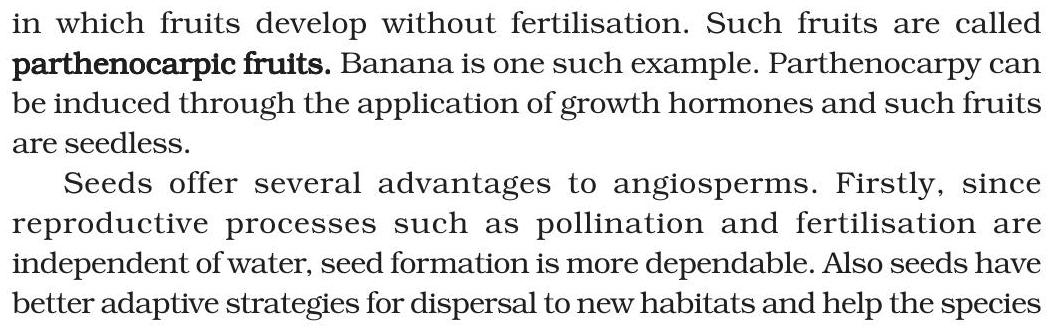 in which fruits develop without fertilisation. Such fruits are called
parthenocarpic fruits. Banana is one such example. Parthenocarpy can
be induced through the application of growth hormones and such fruits
are seedless.
Seeds offer several advantages to angiosperms. Firstly, since
reproductive processes such as pollination and fertilisation are
independent of water, seed formation is more dependable. Also seeds have
better adaptive strategies for dispersal to new habitats and help the species